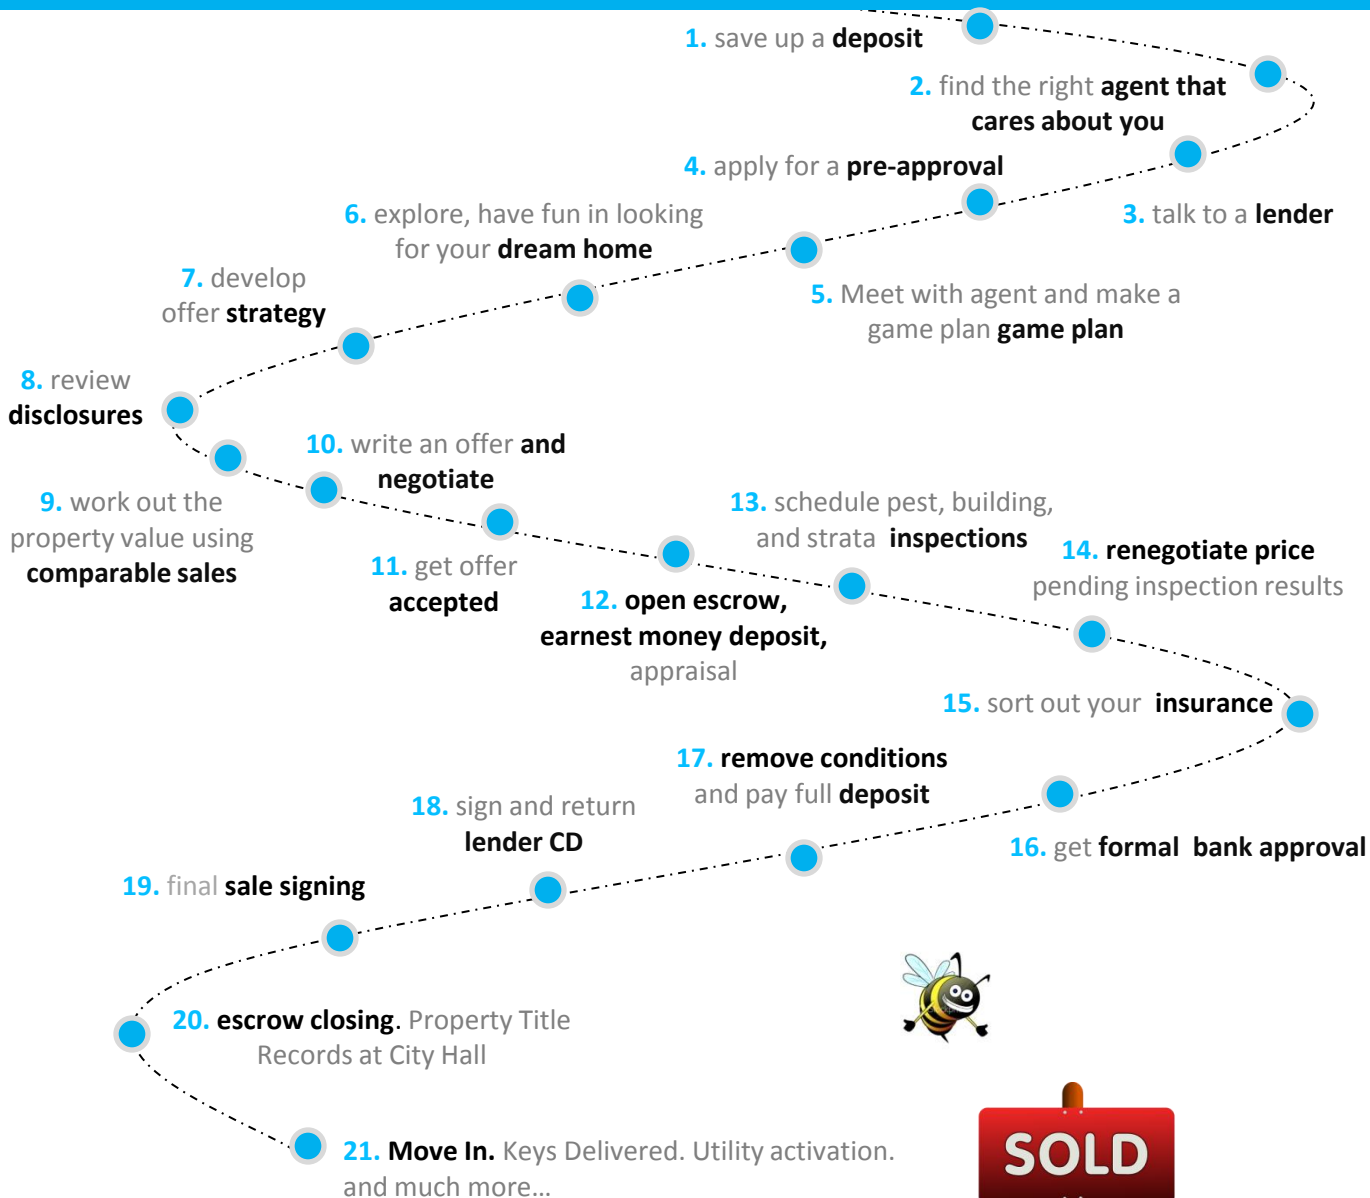 1. save up a deposit
2. find the right agent that
cares about you
3. talk to a lender
4. apply for a pre-approval
5. Meet with agent and make a
game plan game plan
6. explore, have fun in looking
for your dream home
7. develop
offer strategy
8. review
disclosures
9. work out the
property value using
comparable sales
10. write an offer and
negotiate
11. get offer
accepted
12. open escrow,
earnest money deposit,
appraisal
13. schedule pest, building,
and strata inspections
14. renegotiate price
pending inspection results
15. sort out your insurance
16. get formal bank approval
17. remove conditions
and pay full deposit
18. sign and return
lender CD
19. final sale signing
20. escrow closing. Property Title
Records at City Hall
21. Move In. Keys Delivered. Utility activation.
and much more...
SOLD